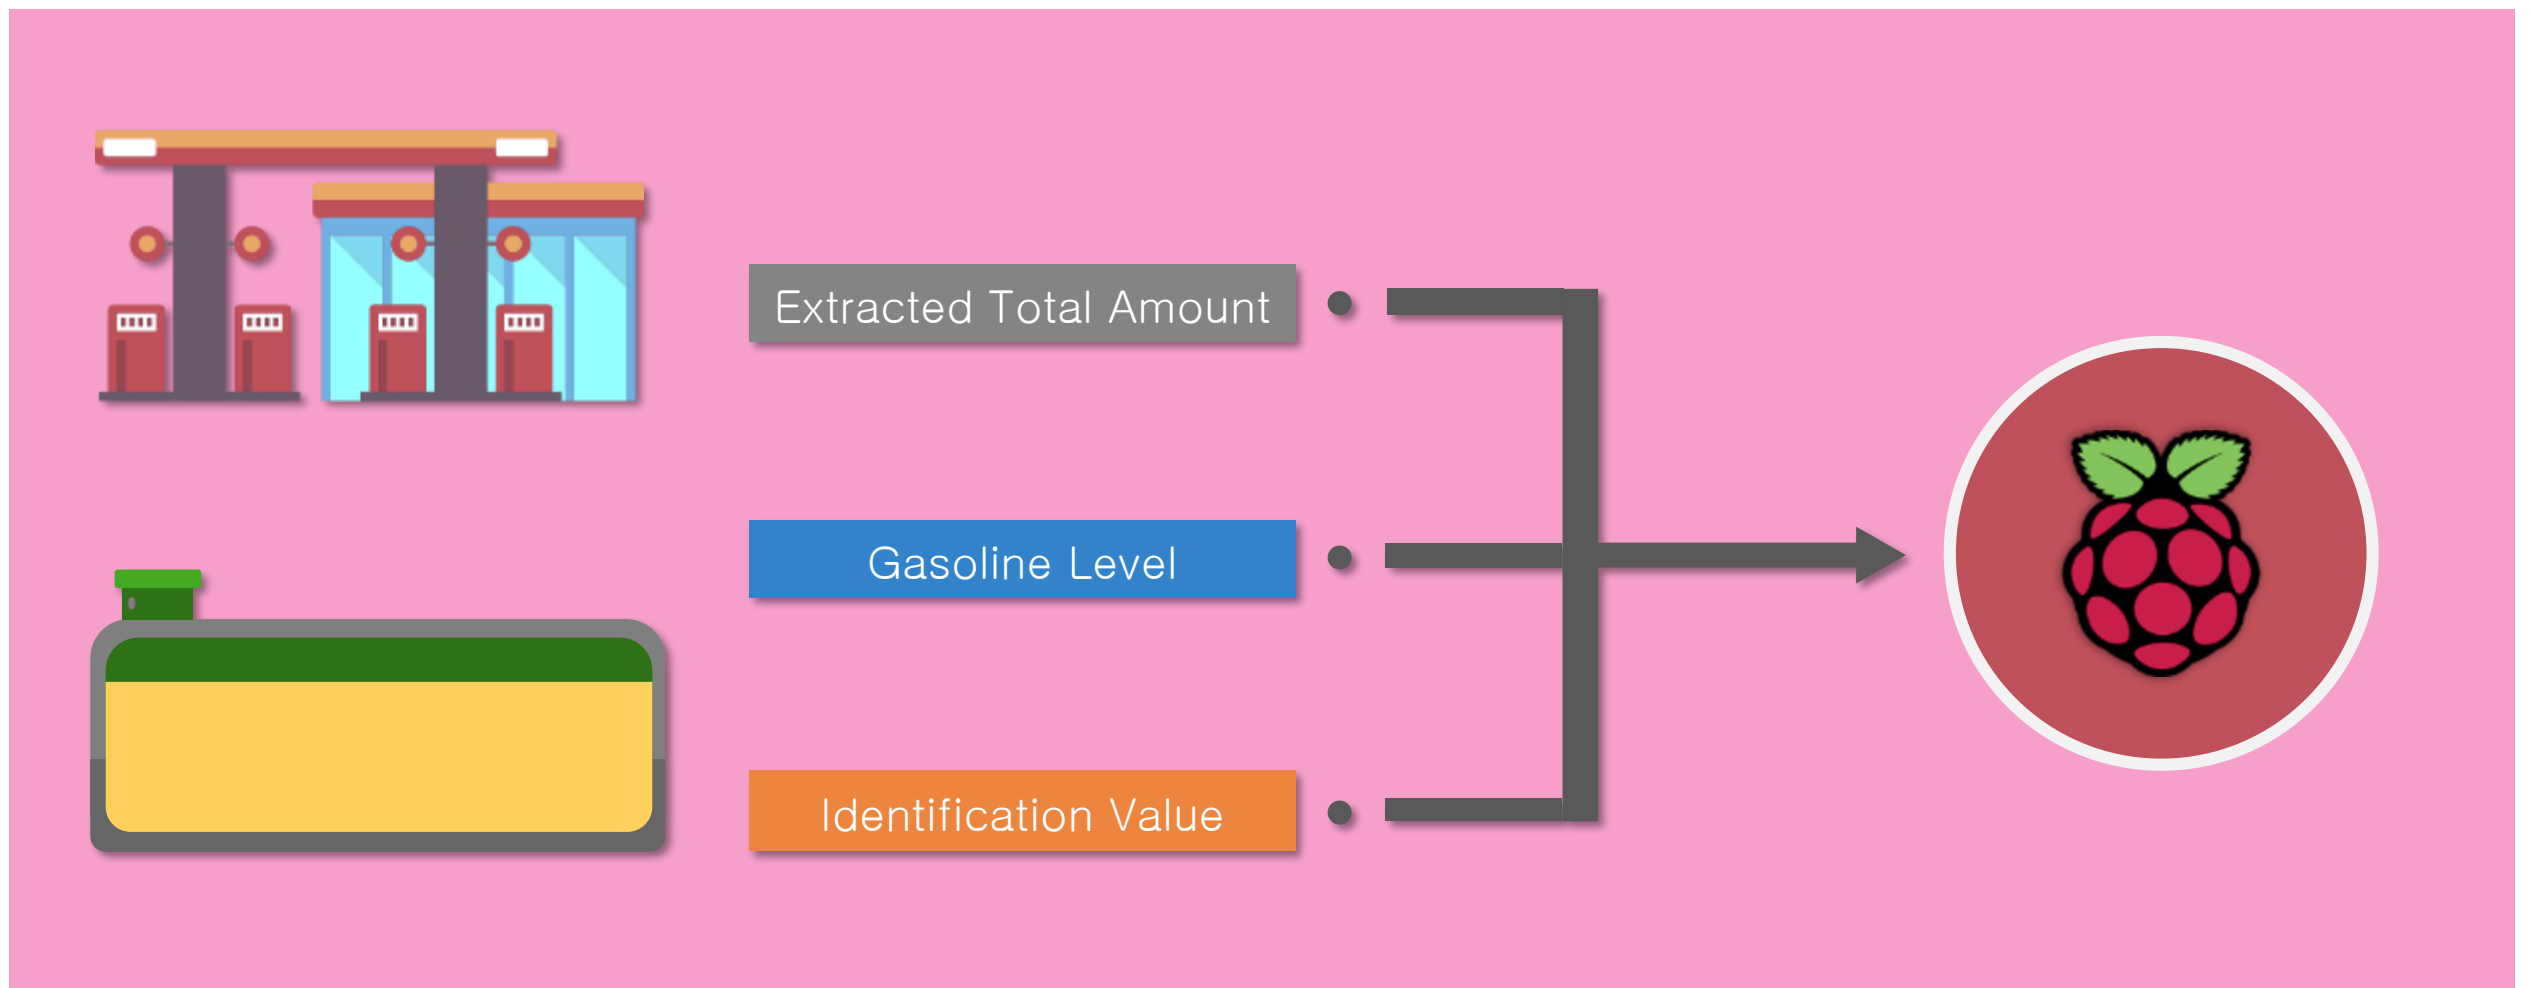 Extracted Total Amount
Gasoline Level
Identification Value